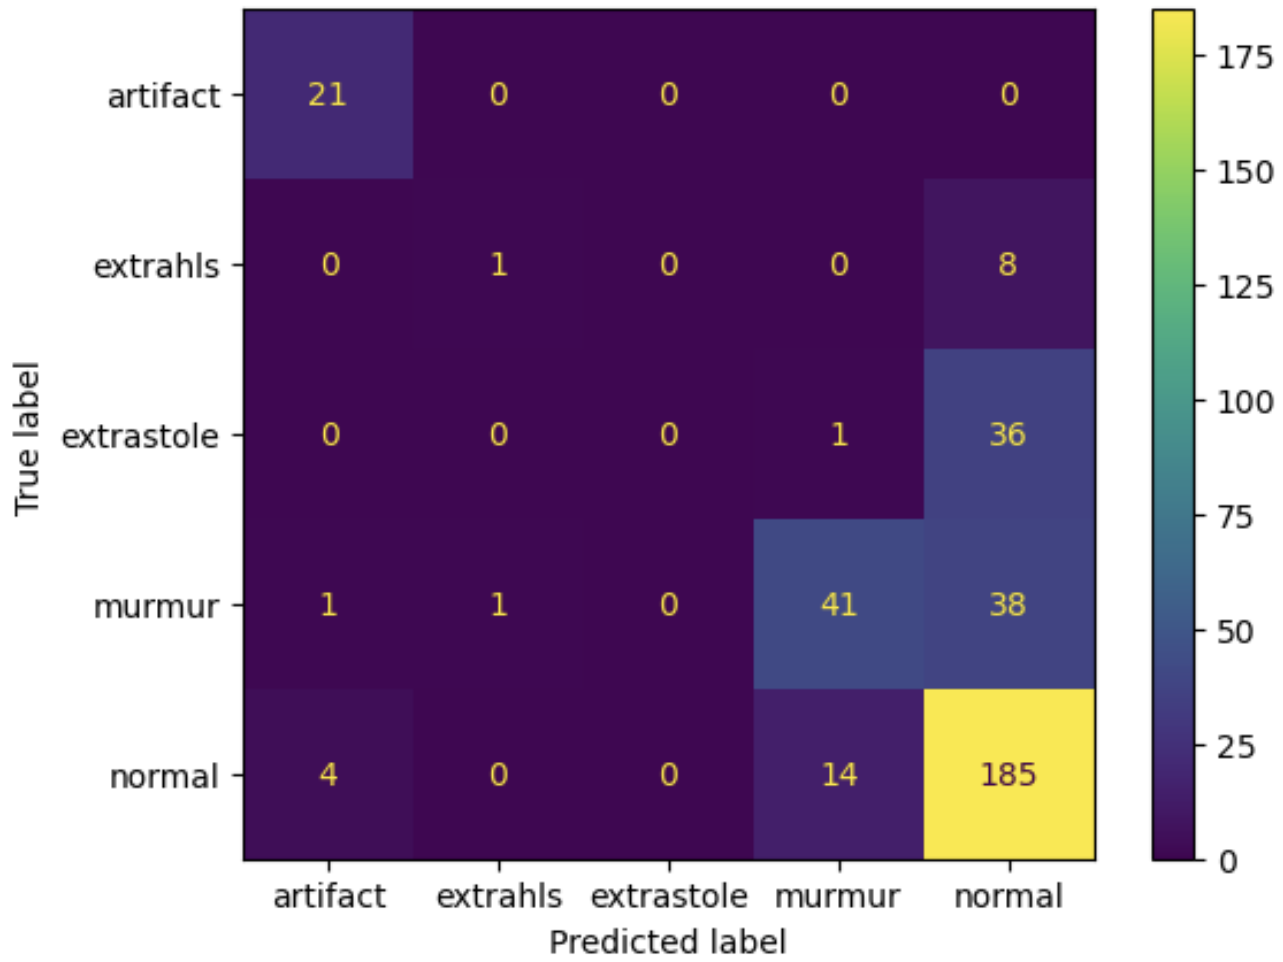 artifact 21 0 0 0 0
extrahls 0 1 0 0 8
extrastole 0 0 0 1 36
murmur 1 1 0 41 38
normal 4 0 0 14 185
artifact extrahls extrastole murmur normal
Predicted label
True label
175
150
125
100
75
50
25
0